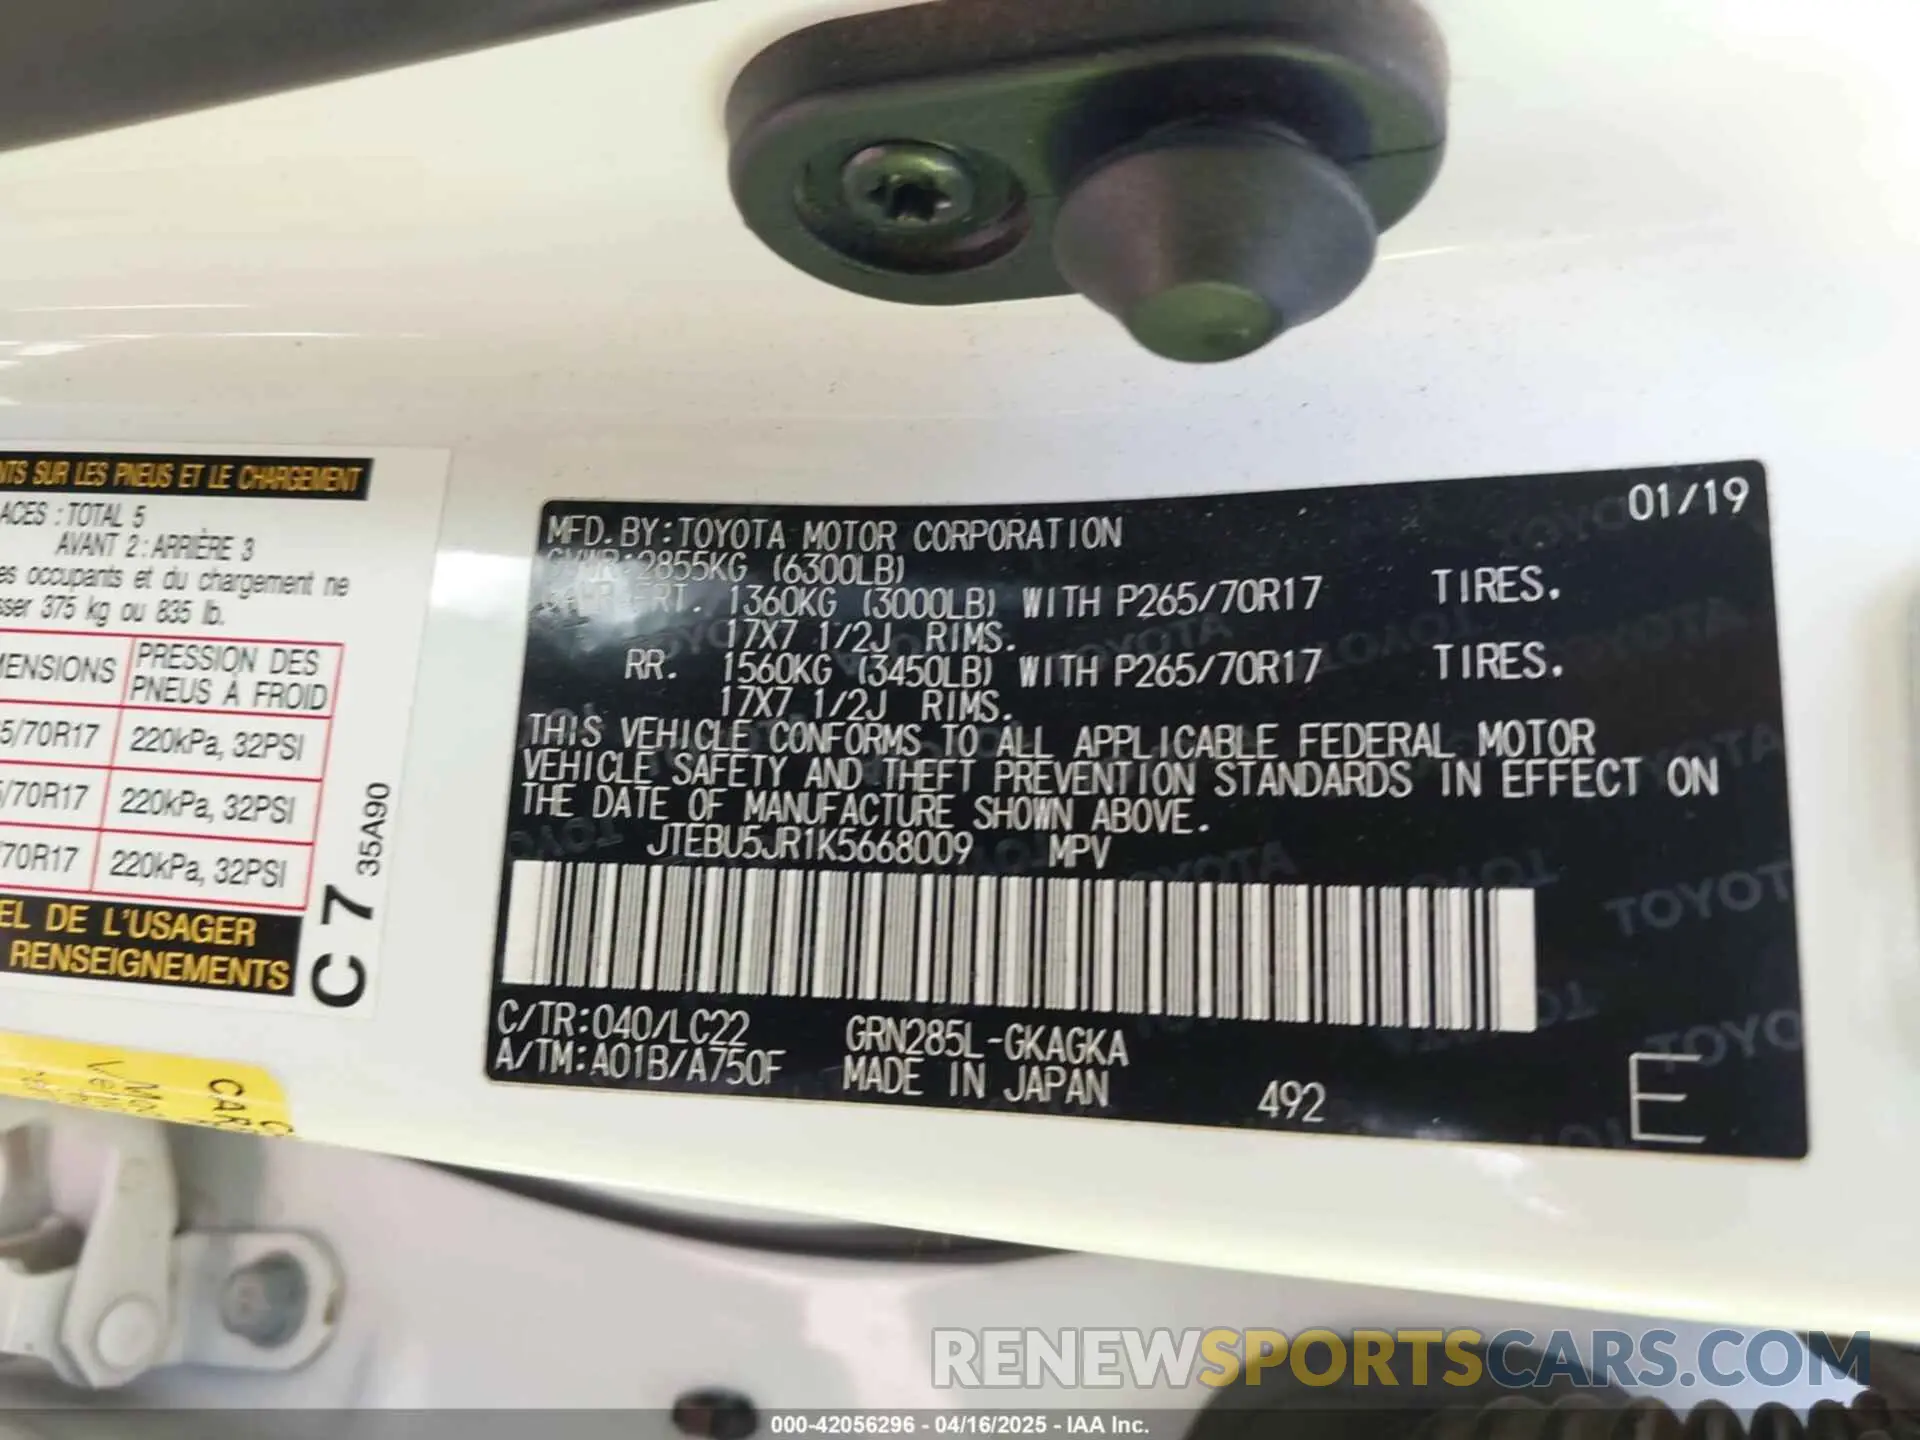 NTS SUR LES PNEUS ET LE CHARGEMENT
ACES : TOTAL 5
AVANT 2 : ARRIÈRE 3
es occupants et du chargement ne
sser 375 kg ou 835 lb.
MENSIONS PRESSION DES
PNEUS À FROID
5/70R17 220kPa, 32PSI
5/70R17 220kPa, 32PSI
/70R17 220kPa, 32PSI
EL DE L'USAGER
RENSEIGNEMENTS
C 7 35A90
01/19
MFD. BY: TOYOTA MOTOR CORPORATION
GVWR: 2855KG (6300LB)
GAWR FRT. 1360KG (3000LB) WITH P265/70R17 TIRES.
17X7 1/2J RIMS.
RR. 1560KG (3450LB) WITH P265/70R17 TIRES.
17X7 1/2J RIMS.
THIS VEHICLE CONFORMS TO ALL APPLICABLE FEDERAL MOTOR
VEHICLE SAFETY AND THEFT PREVENTION STANDARDS IN EFFECT ON
THE DATE OF MANUFACTURE SHOWN ABOVE.
JTEBU5JR1K5668009 MPV
C/TR: 040/LC22 GRN285L-GKAGKA
A/TM: A01B/A750F MADE IN JAPAN 492 E
RENEWSPORTSCARS.COM
000-42056296 - 04/16/2025 - IAA Inc.